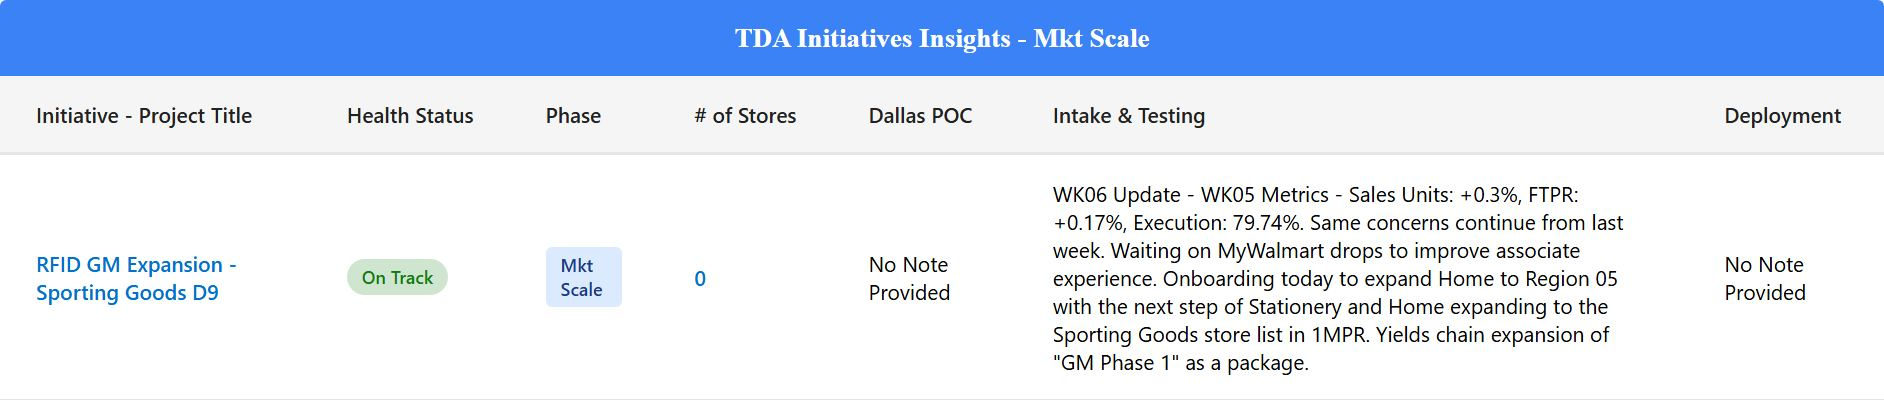 TDA Initiatives Insights - Mkt Scale
Initiative - Project Title
Health Status
Phase
# of Stores
Dallas POC
Intake & Testing
Deployment
RFID GM Expansion -
Sporting Goods D9
On Track
Mkt
Scale
0
No Note
Provided
WK06 Update - WK05 Metrics - Sales Units: +0.3%, FTPR:
+0.17%, Execution: 79.74%. Same concerns continue from last
week. Waiting on MyWalmart drops to improve associate
experience. Onboarding today to expand Home to Region 05
with the next step of Stationery and Home expanding to the
Sporting Goods store list in 1MPR. Yields chain expansion of
"GM Phase 1" as a package.
No Note
Provided